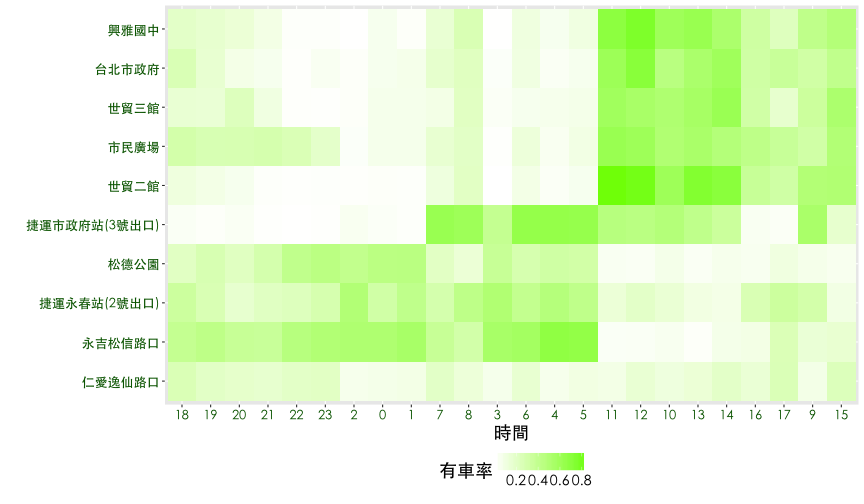 興雅國中
台北市政府
世貿三館
市民廣場
世貿二館
捷運市政府站(3號出口)
松德公園
捷運永春站(2號出口)
永吉松信路口
仁愛逸仙路口
18 19 20 21 22 23 2 0 1 7 8 3 6 4 5 11 12 10 13 14 16 17 9 15
時間
有車率
0.20.40.60.8